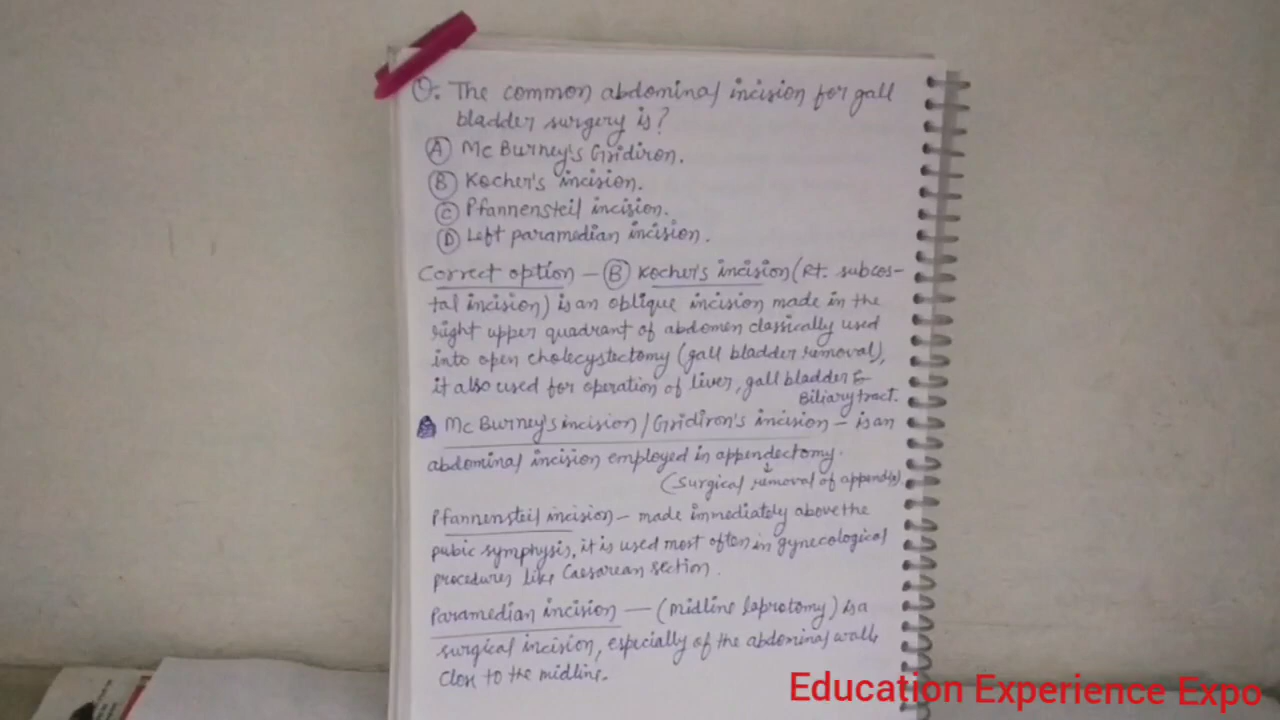 Q. The common abdominal incision for gall
bladder surgery is?
(A) Mc Burney's Gridiron.
(B) Kocher's incision.
(C) Pfannensteil incision.
(D) Left paramedian incision.
Correct option – (B) Kocher's incision (Rt. subcos-
tal incision) is an oblique incision made in the
right upper quadrant of abdomen classically used
into open cholecystectomy (gall bladder removal),
it also used for operation of liver, gall bladder &
Biliary tract.
Mc Burney's incision / Gridiron's incision – is an
abdominal incision employed in appendectomy.
↓
(Surgical removal of appendix)
Pfannensteil incision – made immediately above the
pubic symphysis, it is used most often in gynecological
procedures like Caesarean section.
Paramedian incision — (midline laprotomy) is a
surgical incision, especially of the abdominal walls
close to the midline.
Education Experience Expo